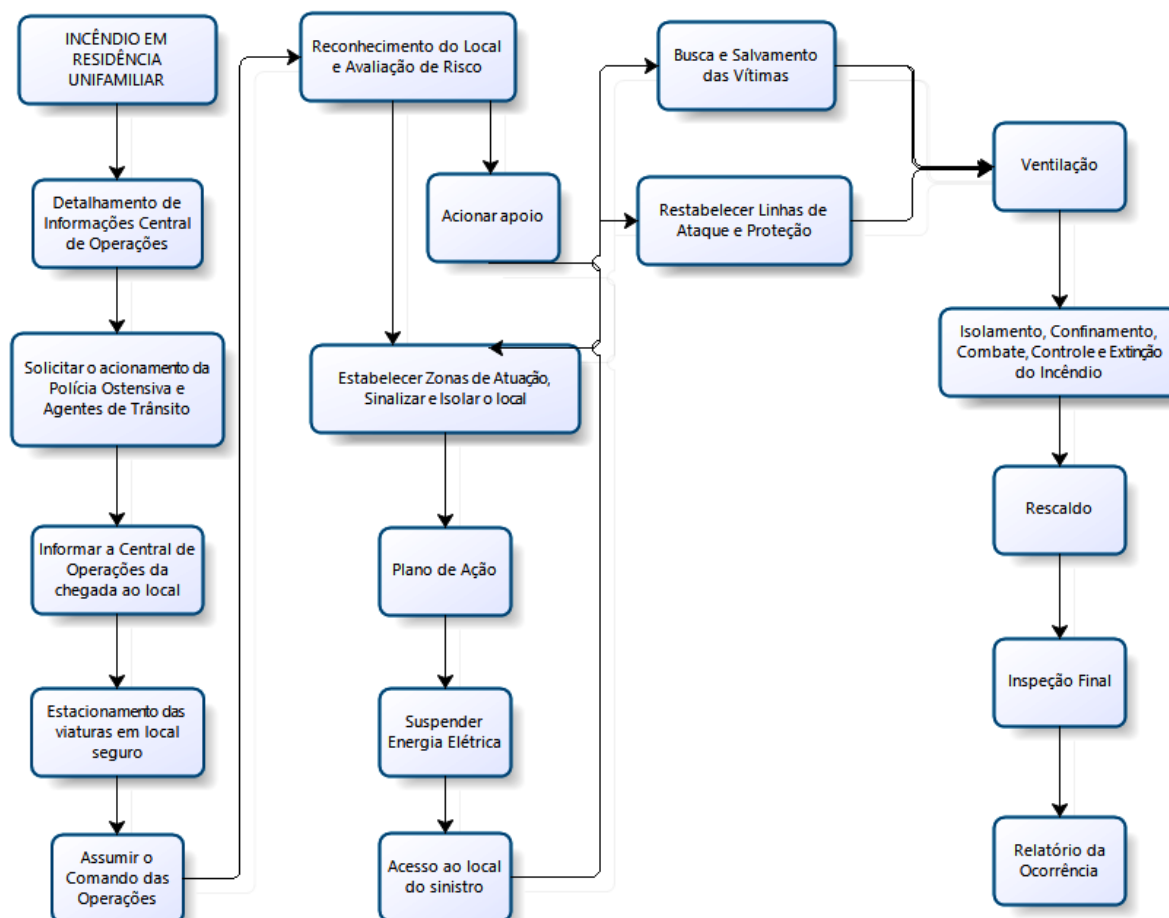 INCÊNDIO EM
RESIDÊNCIA
UNIFAMILIAR
Detalhamento de
Informações Central
de Operações
Solicitar o acionamento da
Polícia Ostensiva e
Agentes de Trânsito
Informar a Central de
Operações da
chegada ao local
Estacionamento das
viaturas em local
seguro
Assumir o
Comando das
Operações
Reconhecimento do Local
e Avaliação de Risco
Acionar apoio
Estabelecer Zonas de Atuação,
Sinalizar e Isolar o local
Plano de Ação
Suspender
Energia Elétrica
Acesso ao local
do sinistro
Busca e Salvamento
das Vítimas
Restabelecer Linhas de
Ataque e Proteção
Ventilação
Isolamento, Confinamento,
Combate, Controle e Extinção
do Incêndio
Rescaldo
Inspeção Final
Relatório da
Ocorrência